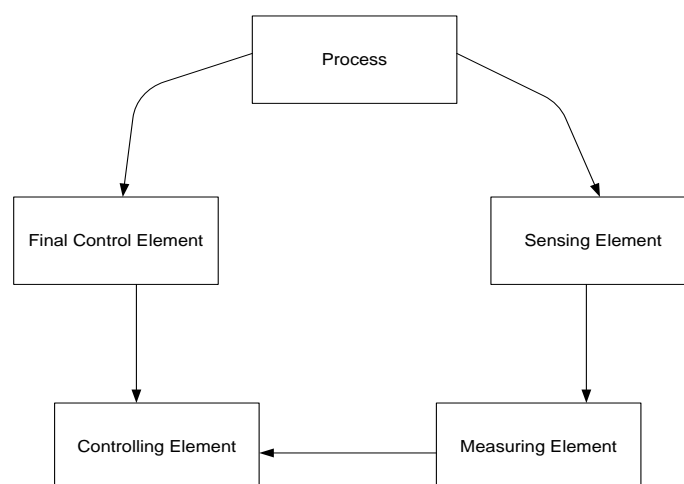 Process
Final Control Element
Sensing Element
Controlling Element
Measuring Element